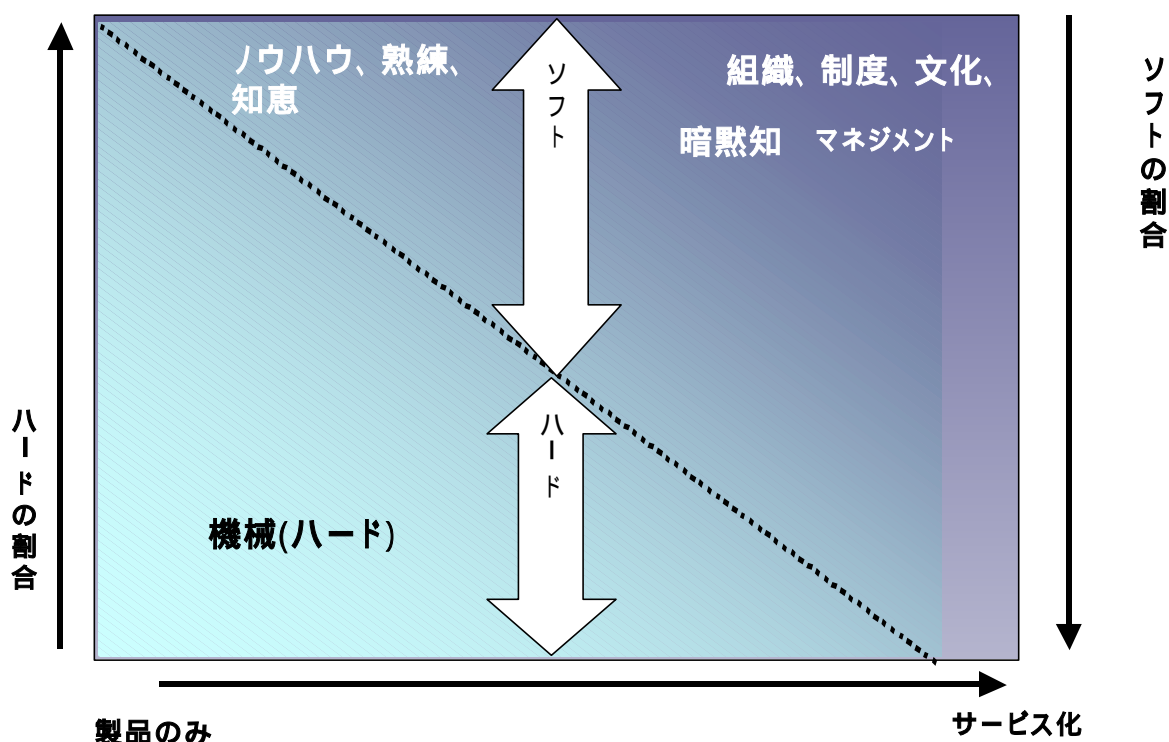 ノウハウ、熟練、
知恵
ソフト
組織、制度、文化、
暗黙知 マネジメント
ソフトの割合
ハードの割合
ハード
機械(ハード)
製品のみ
サービス化